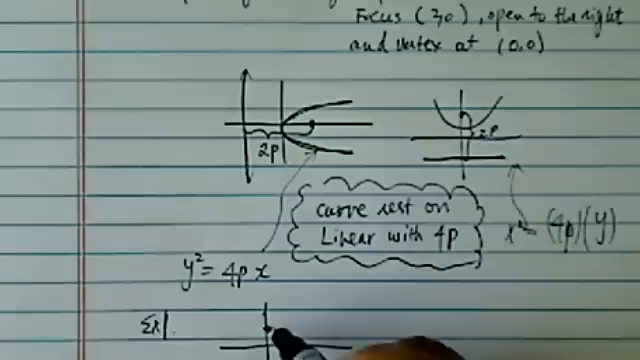 Focus (2,0), open to the right
and vertex at (0,0)
2P
2P
curve rest on
Linear with 4p
x² = (4p)(y)
y² = 4p x
Ex|.